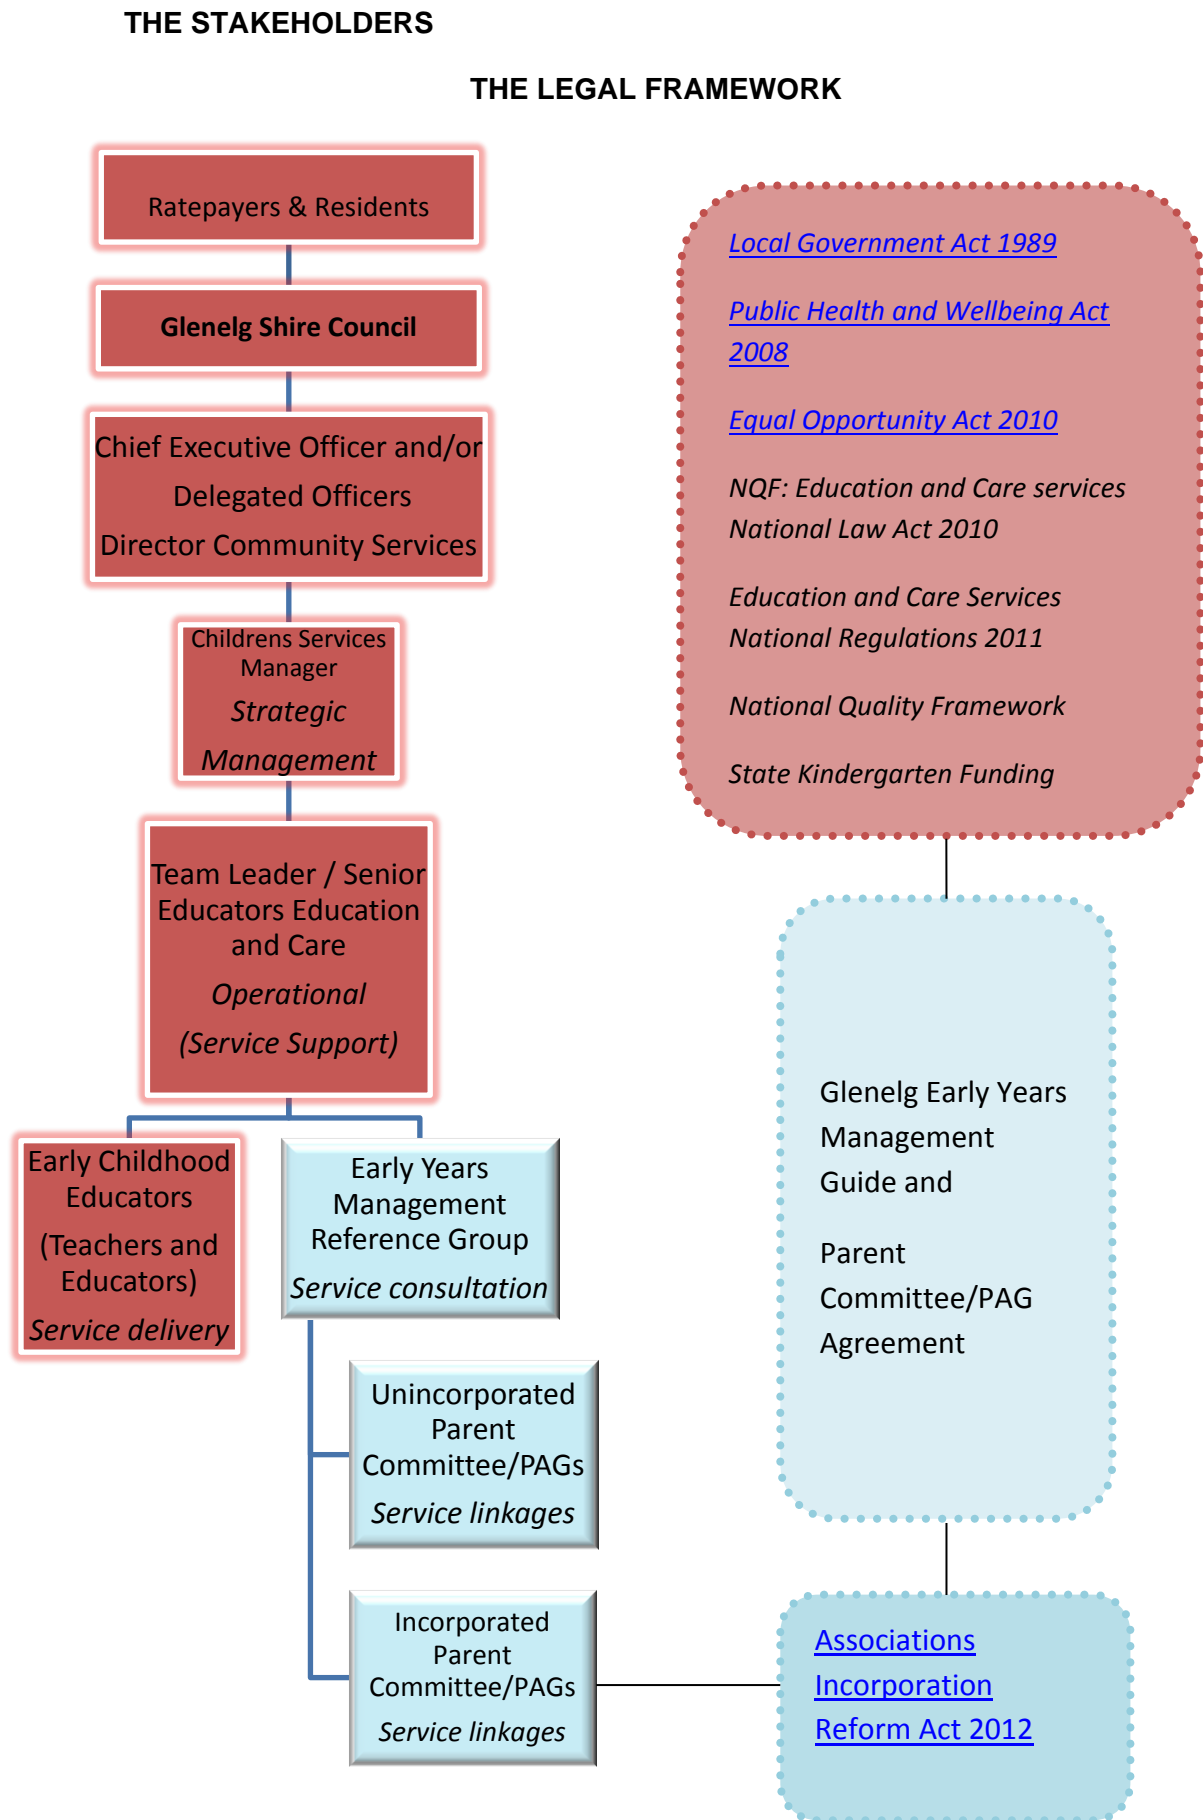 THE STAKEHOLDERS
THE LEGAL FRAMEWORK
Ratepayers & Residents
Glenelg Shire Council
Chief Executive Officer and/or
Delegated Officers
Director Community Services
Childrens Services
Manager
Strategic
Management
Team Leader / Senior
Educators Education
and Care
Operational
(Service Support)
Early Childhood
Educators
(Teachers and
Educators)
Service delivery
Early Years
Management
Reference Group
Service consultation
Unincorporated
Parent
Committee/PAGs
Service linkages
Incorporated
Parent
Committee/PAGs
Service linkages
Local Government Act 1989
Public Health and Wellbeing Act
2008
Equal Opportunity Act 2010
NQF: Education and Care services
National Law Act 2010
Education and Care Services
National Regulations 2011
National Quality Framework
State Kindergarten Funding
Glenelg Early Years
Management
Guide and
Parent
Committee/PAG
Agreement
Associations
Incorporation
Reform Act 2012